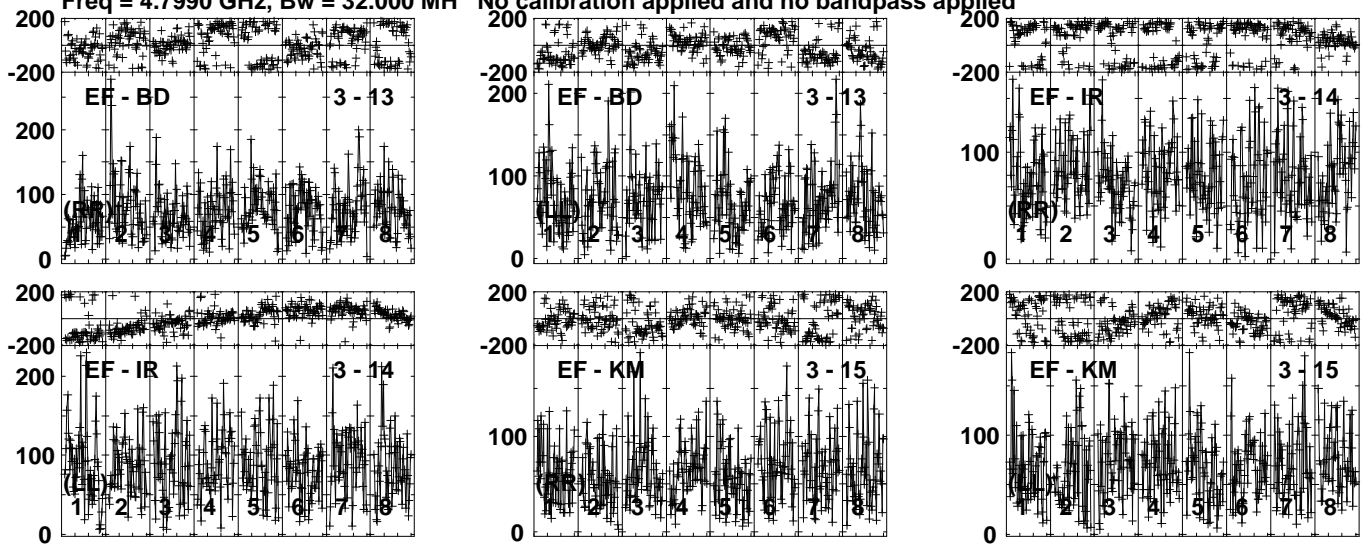 Freq = 4.7990 GHz, Bw = 32.000 MH No calibration applied and no bandpass applied
200
-200
EF - BD 3 - 13
200
100
(RR)
1 2 3 4 5 6 7 8
0
200
-200
EF - BD 3 - 13
200
100
(LL)
1 2 3 4 5 6 7 8
0
200
-200
EF - IR 3 - 14
100
(RR)
1 2 3 4 5 6 7 8
0
200
-200
EF - IR 3 - 14
200
100
(LL)
1 2 3 4 5 6 7 8
0
200
-200
EF - KM 3 - 15
100
(RR)
1 2 3 4 5 6 7 8
0
200
-200
EF - KM 3 - 15
100
(LL)
1 2 3 4 5 6 7 8
0